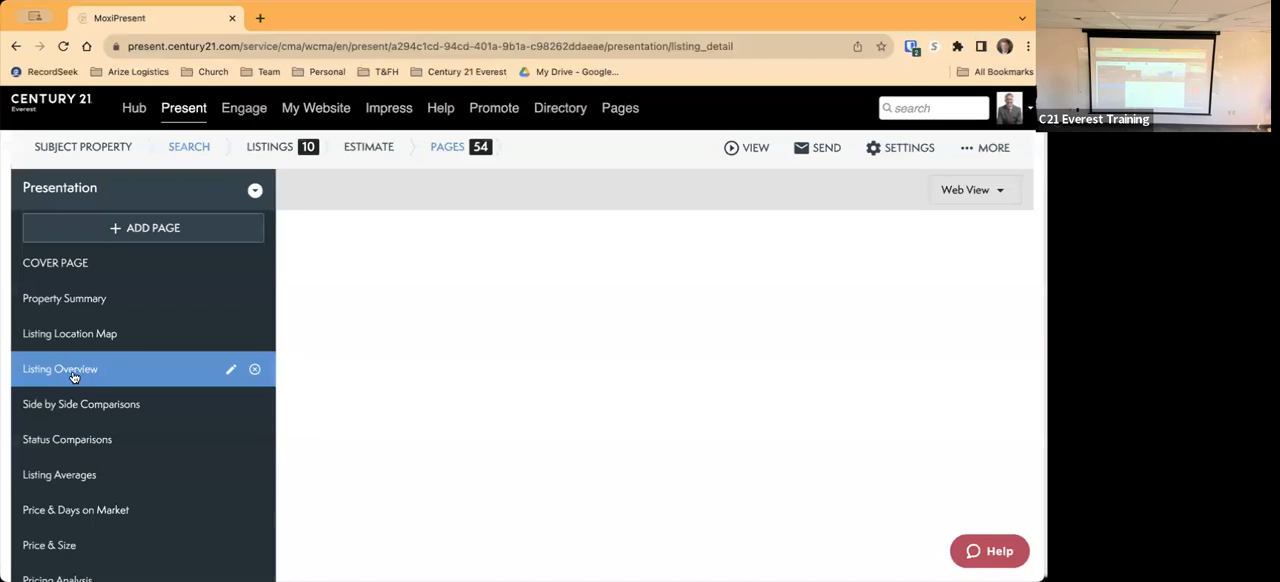 MoxiPresent
present.century21.com/service/cma/wcma/en/present/a294c1cd-94cd-401a-9b1a-c98262ddaeae/presentation/listing_detail
RecordSeek Arize Logistics Church Team Personal T&FH Century 21 Everest My Drive - Google... All Bookmarks
CENTURY 21.
Everest
Hub Present Engage My Website Impress Help Promote Directory Pages search
C21 Everest Training
SUBJECT PROPERTY SEARCH LISTINGS 10 ESTIMATE PAGES 54 VIEW SEND SETTINGS MORE
Presentation
Web View
ADD PAGE
COVER PAGE
Property Summary
Listing Location Map
Listing Overview
Side by Side Comparisons
Status Comparisons
Listing Averages
Price & Days on Market
Price & Size
Pricing Analysis
Help